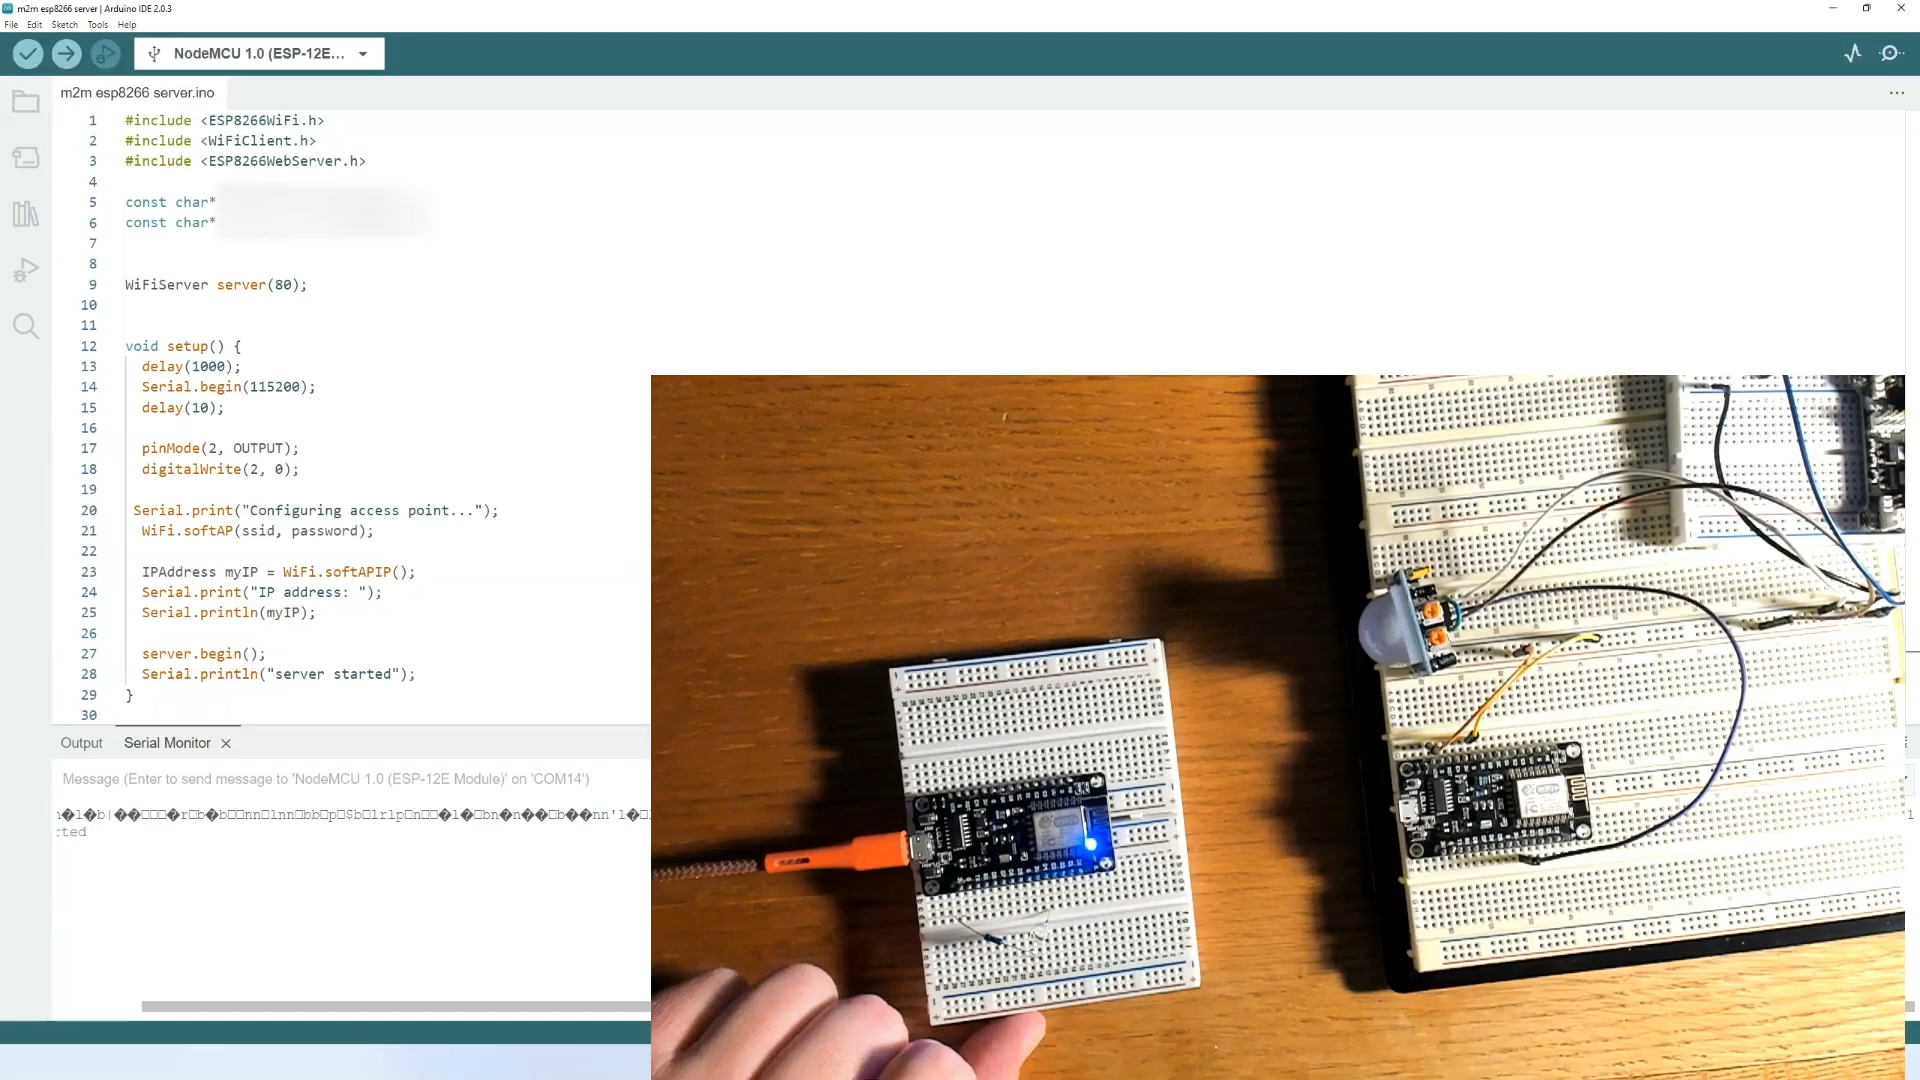 m2m esp8266 server | Arduino IDE 2.0.3
File Edit Sketch Tools Help
NodeMCU 1.0 (ESP-12E...
m2m esp8266 server.ino
1 #include <ESP8266WiFi.h>
2 #include <WiFiClient.h>
3 #include <ESP8266WebServer.h>
4
5 const char*
6 const char*
7
8
9 WiFiServer server(80);
10
11
12 void setup() {
13 delay(1000);
14 Serial.begin(115200);
15 delay(10);
16
17 pinMode(2, OUTPUT);
18 digitalWrite(2, 0);
19
20 Serial.print("Configuring access point...");
21 WiFi.softAP(ssid, password);
22
23 IPAddress myIP = WiFi.softAPIP();
24 Serial.print("IP address: ");
25 Serial.println(myIP);
26
27 server.begin();
28 Serial.println("server started");
29 }
30
Output Serial Monitor
Message (Enter to send message to 'NodeMCU 1.0 (ESP-12E Module)' on 'COM14')
rted